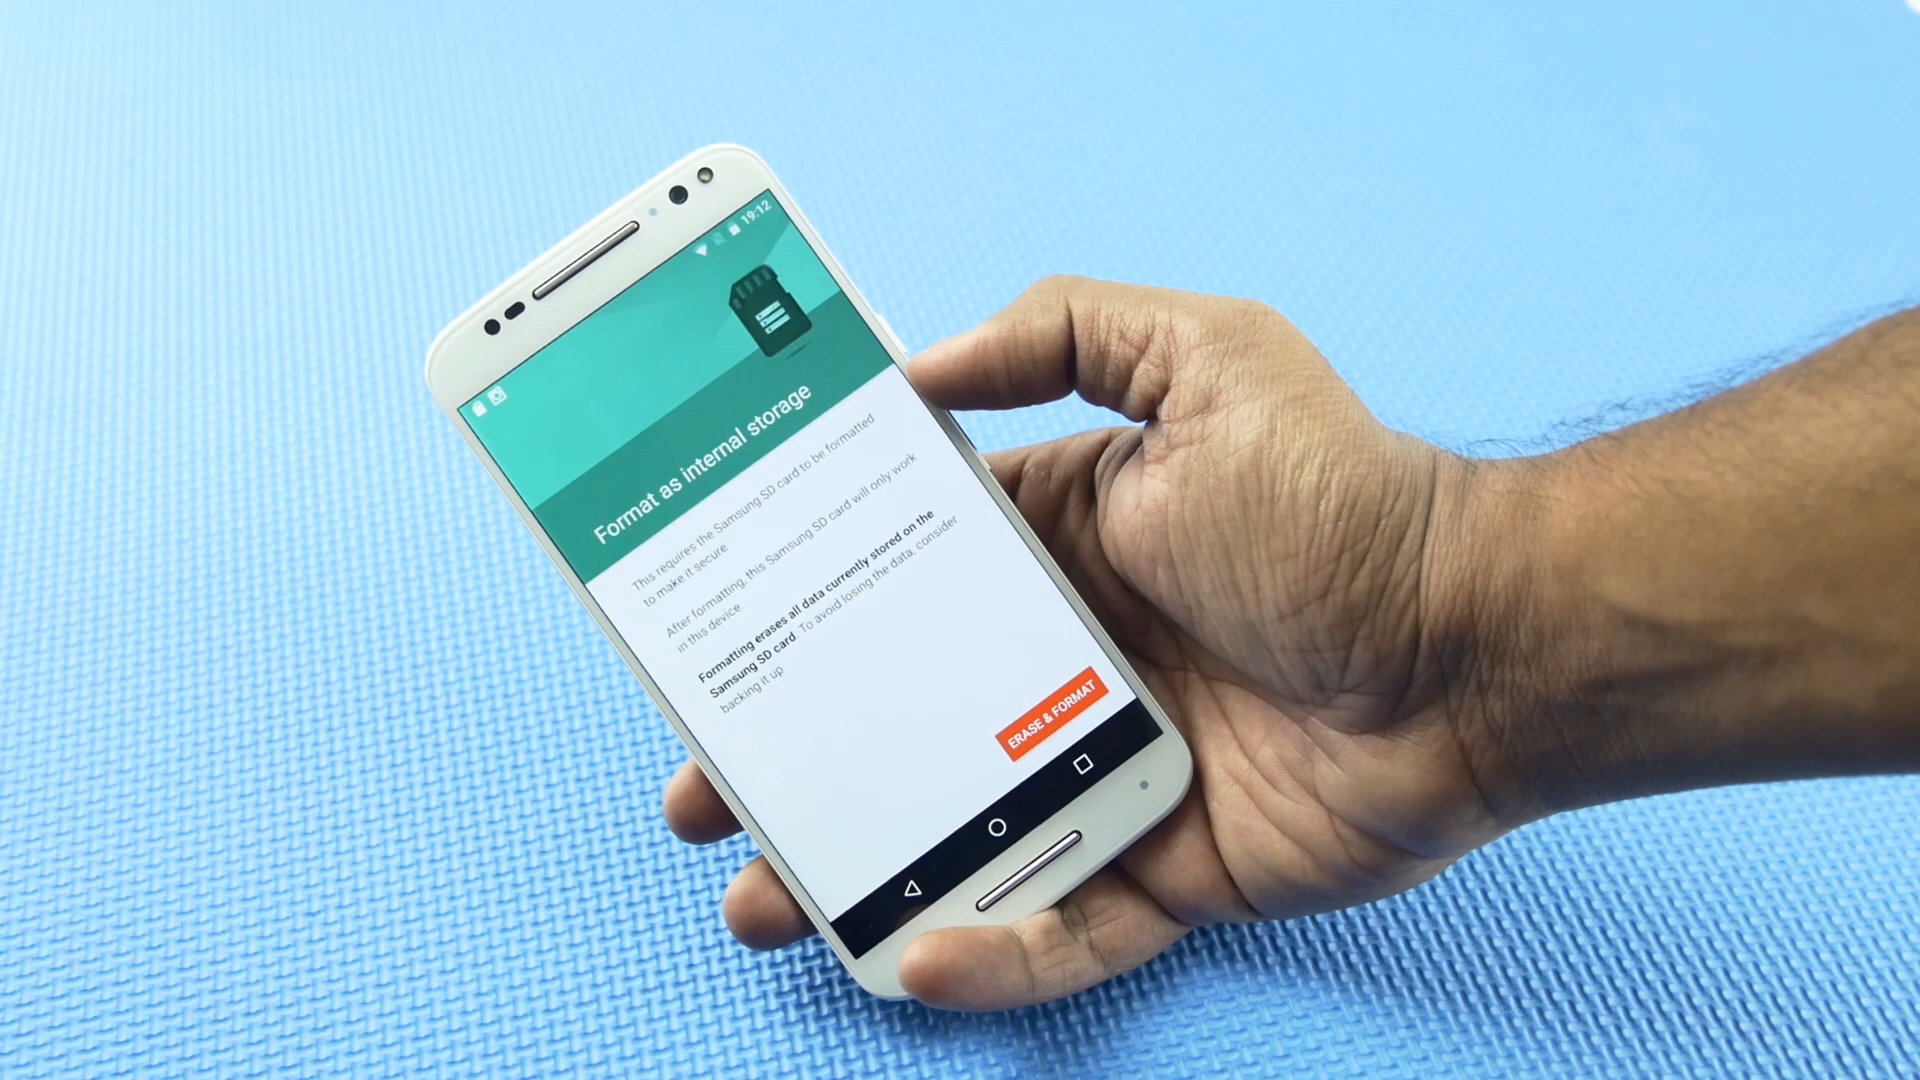 19:12
Format as internal storage
This requires the Samsung SD card to be formatted
to make it secure.
After formatting, this Samsung SD card will only work
in this device.
Formatting erases all data currently stored on the
Samsung SD card. To avoid losing the data, consider
backing it up.
ERASE & FORMAT